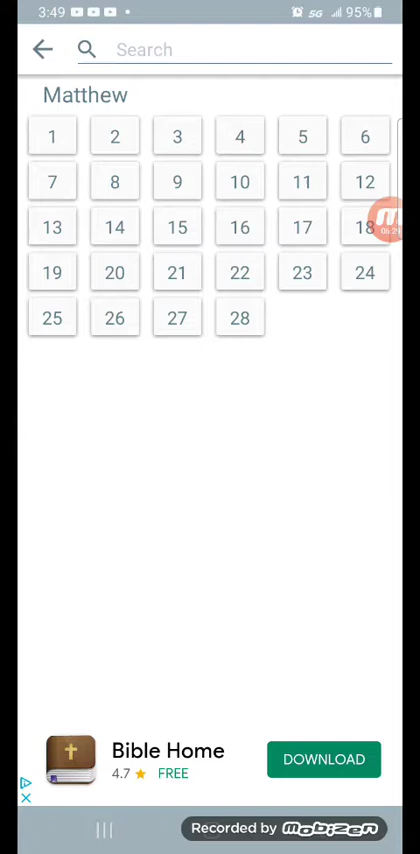 3:49 5G 95%
Search
Matthew
1 2 3 4 5 6
7 8 9 10 11 12
13 14 15 16 17 18
19 20 21 22 23 24
25 26 27 28
Bible Home
4.7 FREE
DOWNLOAD
Recorded by mobizen